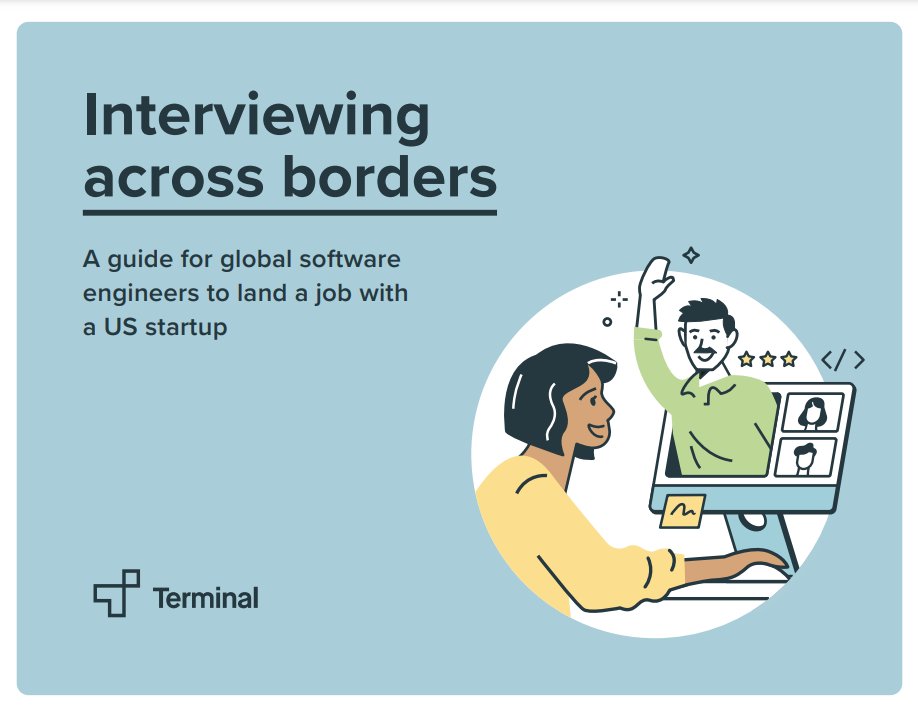 Interviewing
across borders
A guide for global software
engineers to land a job with
a US startup
</>
Terminal